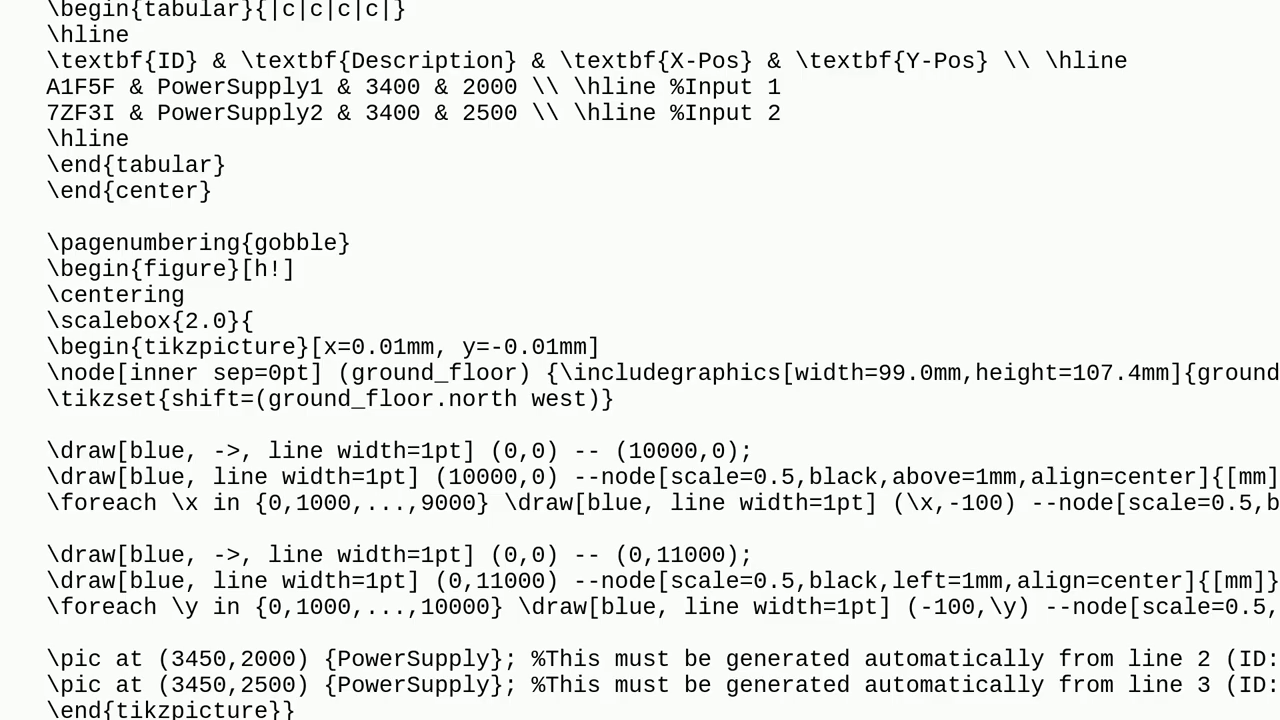 \begin{tabular}{|c|c|c|c|}
\hline
\textbf{ID} & \textbf{Description} & \textbf{X-Pos} & \textbf{Y-Pos} \\ \hline
A1F5F & PowerSupply1 & 3400 & 2000 \\ \hline %Input 1
7ZF3I & PowerSupply2 & 3400 & 2500 \\ \hline %Input 2
\hline
\end{tabular}
\end{center}
\pagenumbering{gobble}
\begin{figure}[h!]
\centering
\scalebox{2.0}{
\begin{tikzpicture}[x=0.01mm, y=-0.01mm]
\node[inner sep=0pt] (ground_floor) {\includegraphics[width=99.0mm,height=107.4mm]{ground
\tikzset{shift=(ground_floor.north west)}
\draw[blue, ->, line width=1pt] (0,0) -- (10000,0);
\draw[blue, line width=1pt] (10000,0) --node[scale=0.5,black,above=1mm,align=center]{[mm]
\foreach \x in {0,1000,...,9000} \draw[blue, line width=1pt] (\x,-100) --node[scale=0.5,b
\draw[blue, ->, line width=1pt] (0,0) -- (0,11000);
\draw[blue, line width=1pt] (0,11000) --node[scale=0.5,black,left=1mm,align=center]{[mm]}
\foreach \y in {0,1000,...,10000} \draw[blue, line width=1pt] (-100,\y) --node[scale=0.5,
\pic at (3450,2000) {PowerSupply}; %This must be generated automatically from line 2 (ID:
\pic at (3450,2500) {PowerSupply}; %This must be generated automatically from line 3 (ID:
\end{tikzpicture}}